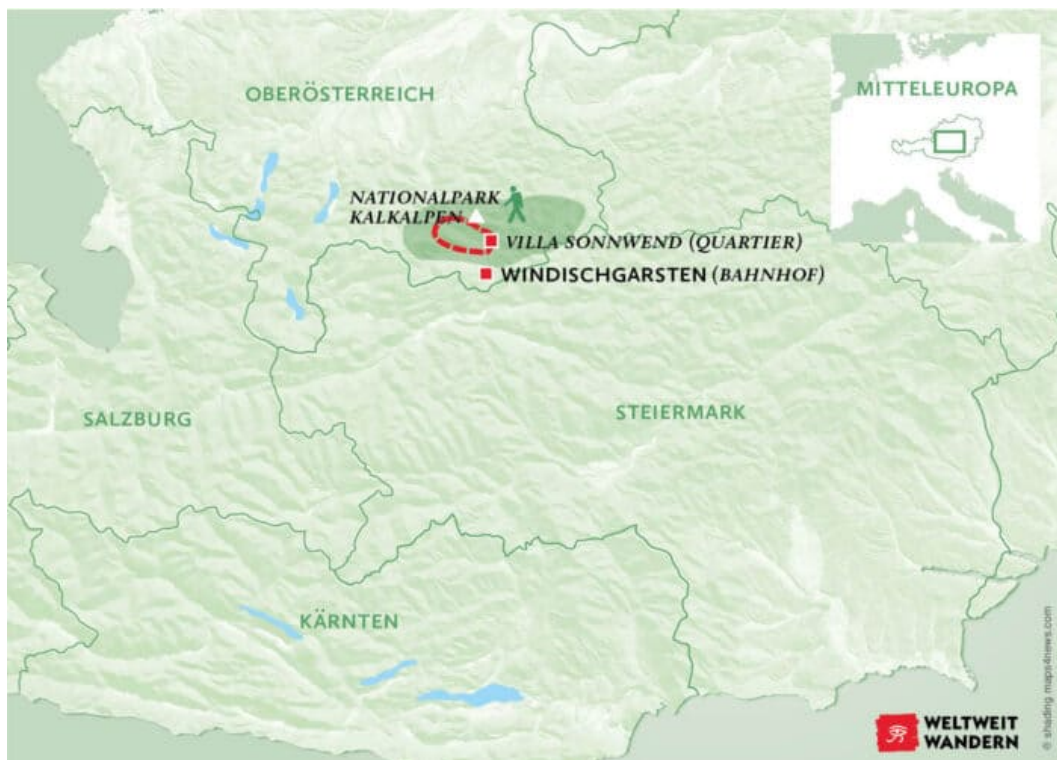 OBERÖSTERREICH
MITTELEUROPA
NATIONALPARK
KALKALPEN
VILLA SONNWEND (QUARTIER)
WINDISCHGARSTEN (BAHNHOF)
SALZBURG
STEIERMARK
KÄRNTEN
WELTWEIT
WANDERN
© shading maps4news.com